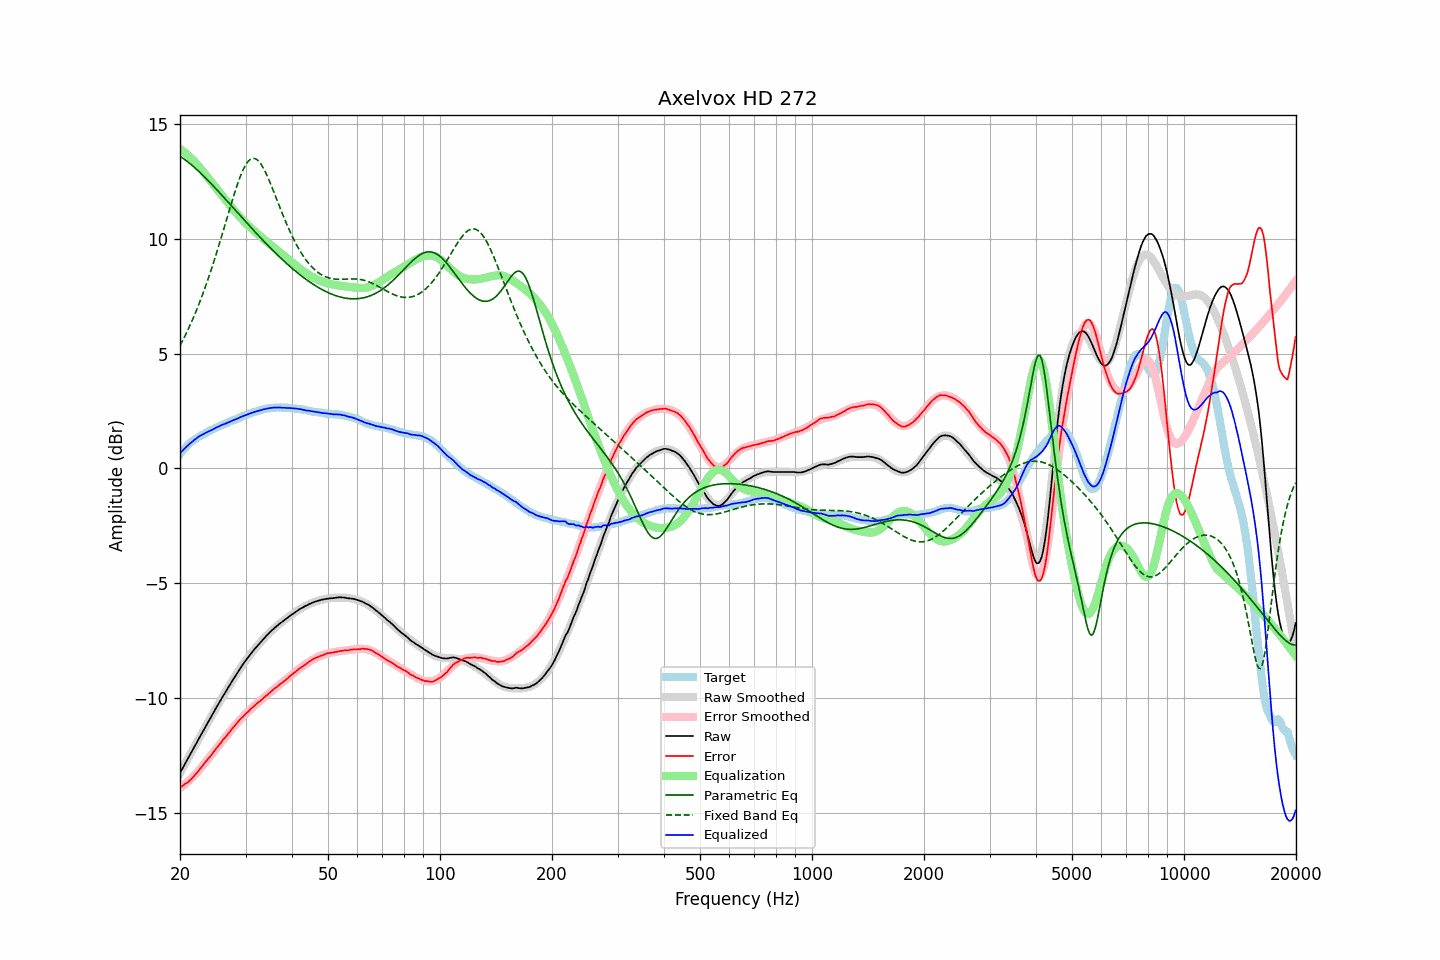 Axelvox HD 272
Amplitude (dBr)
15
10
5
0
−5
−10
−15
Target
Raw Smoothed
Error Smoothed
Raw
Error
Equalization
Parametric Eq
Fixed Band Eq
Equalized
20
50
100
200
500
1000
2000
5000
10000
20000
Frequency (Hz)